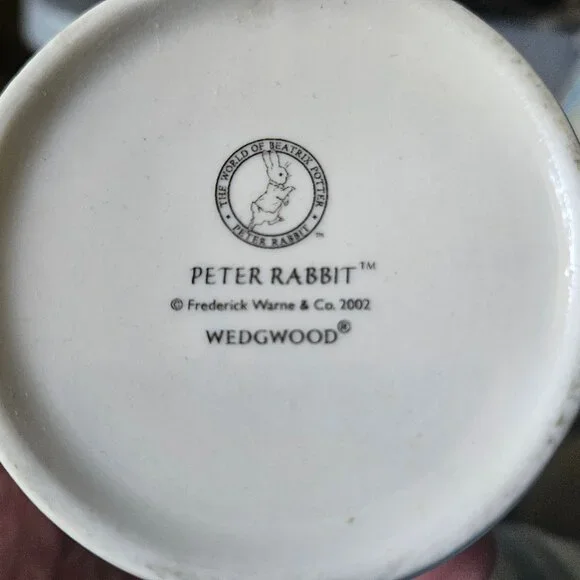 THE WORLD OF BEATRIX POTTER
• PETER RABBIT •
™
PETER RABBIT™
© Frederick Warne & Co. 2002
WEDGWOOD®